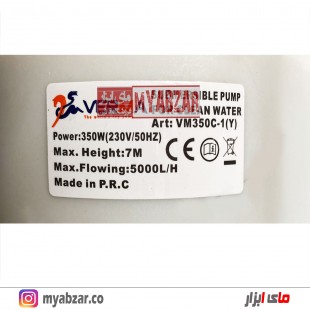 VER
MYABZAR
IBLE PUMP
AN WATER
Art: VM350C-1(Y)
Power:350W(230V/50HZ)
Max. Height:7M
Max.Flowing:5000L/H
Made in P.R.C
CE
myabzar.co
مای ابزار